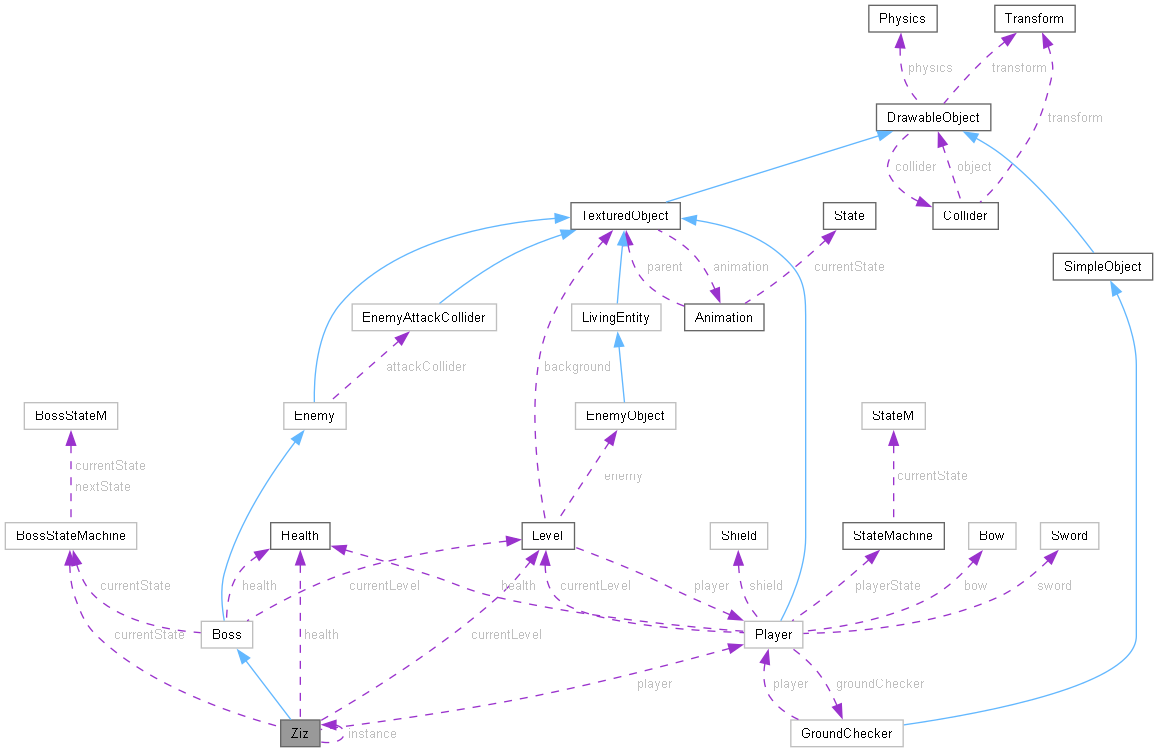 Physics
Transform
physics
transform
DrawableObject
transform
collider
object
TexturedObject
State
Collider
parent
animation
currentState
SimpleObject
EnemyAttackCollider
LivingEntity
Animation
attackCollider
background
BossStateM
Enemy
EnemyObject
StateM
currentState
nextState
enemy
currentState
BossStateMachine
Health
Level
Shield
StateMachine
Bow
Sword
currentState
health
currentLevel
health
currentLevel
player
shield
playerState
bow
sword
currentState
Boss
health
currentLevel
Player
player
player
groundChecker
Ziz
instance
GroundChecker